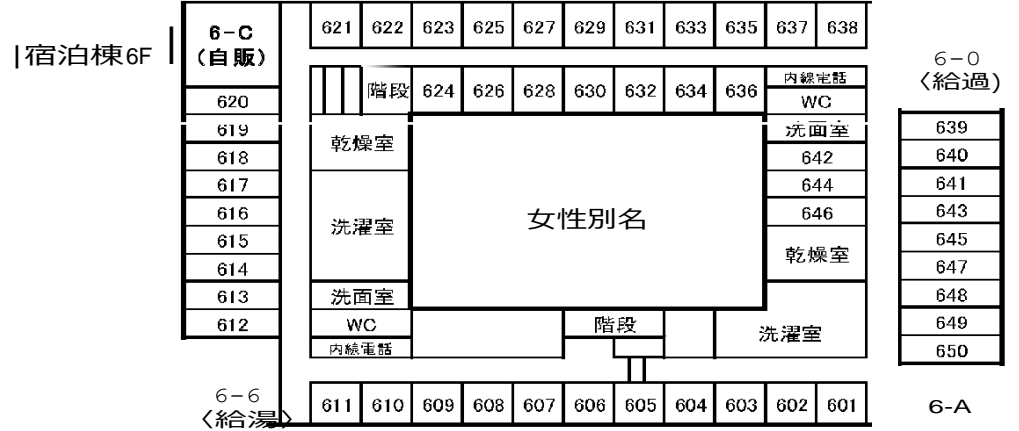 宿泊棟6F
6-C
(自販)
621 622 623 625 627 629 631 633 635 637 638
階段 624 626 628 630 632 634 636
内線電話
WC
洗面室
642
644
646
乾燥室
洗濯室
620
619
618
617
616
615
614
613
612
乾燥室
洗濯室
洗面室
WC
内線電話
女性別名
階段
6-0
〈給過)
639
640
641
643
645
647
648
649
650
6-6
〈給湯〉
611 610 609 608 607 606 605 604 603 602 601
6-A